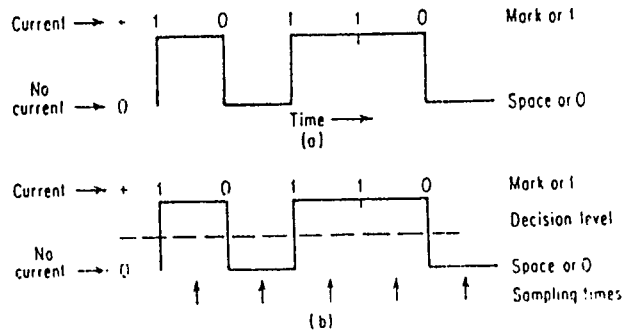 Current → + 1 0 1 1 0 Mark or 1
No
current → 0 Space or 0
Time →
(a)
Current → + 1 0 1 1 0 Mark or 1
Decision level
No
current → 0 Space or 0
Sampling times
(b)